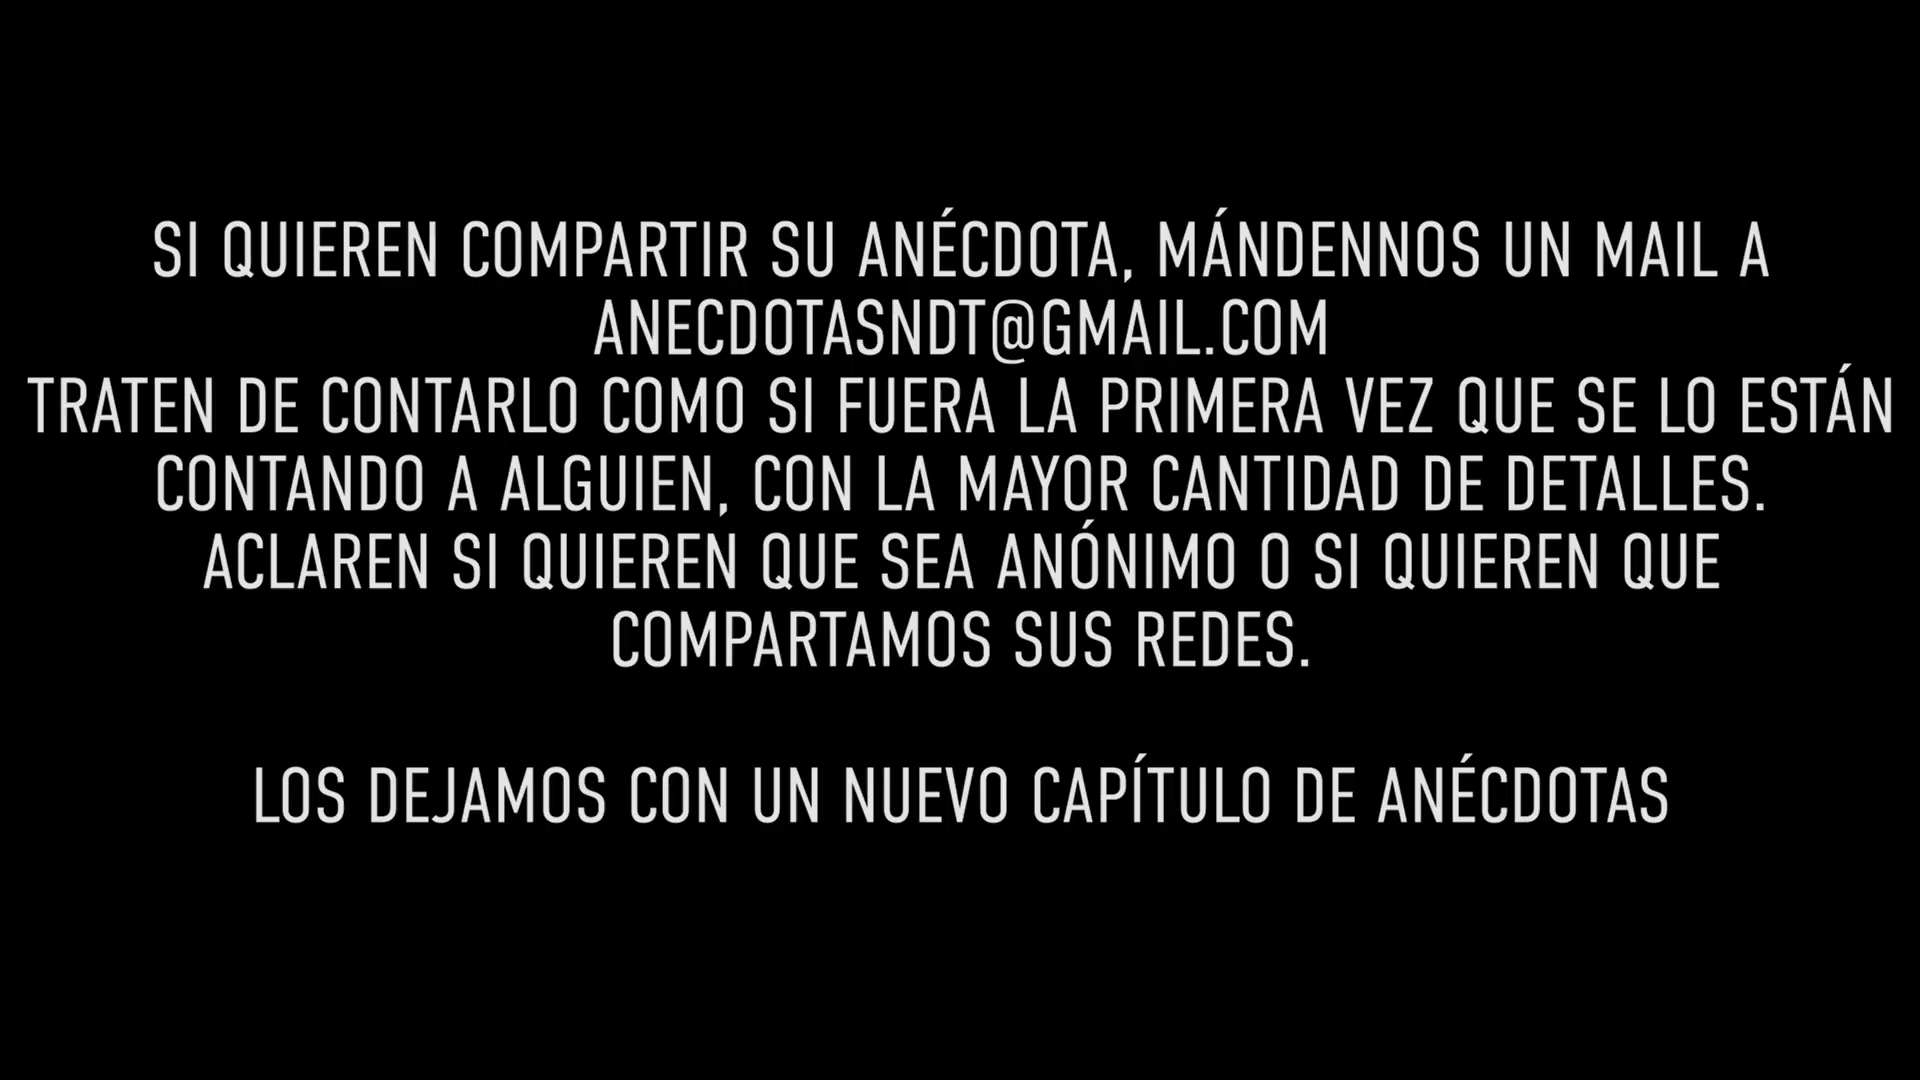 SI QUIEREN COMPARTIR SU ANÉCDOTA, MÁNDENNOS UN MAIL A
ANECDOTASNDT@GMAIL.COM
TRATEN DE CONTARLO COMO SI FUERA LA PRIMERA VEZ QUE SE LO ESTÁN
CONTANDO A ALGUIEN, CON LA MAYOR CANTIDAD DE DETALLES.
ACLAREN SI QUIEREN QUE SEA ANÓNIMO O SI QUIEREN QUE
COMPARTAMOS SUS REDES.
LOS DEJAMOS CON UN NUEVO CAPÍTULO DE ANÉCDOTAS